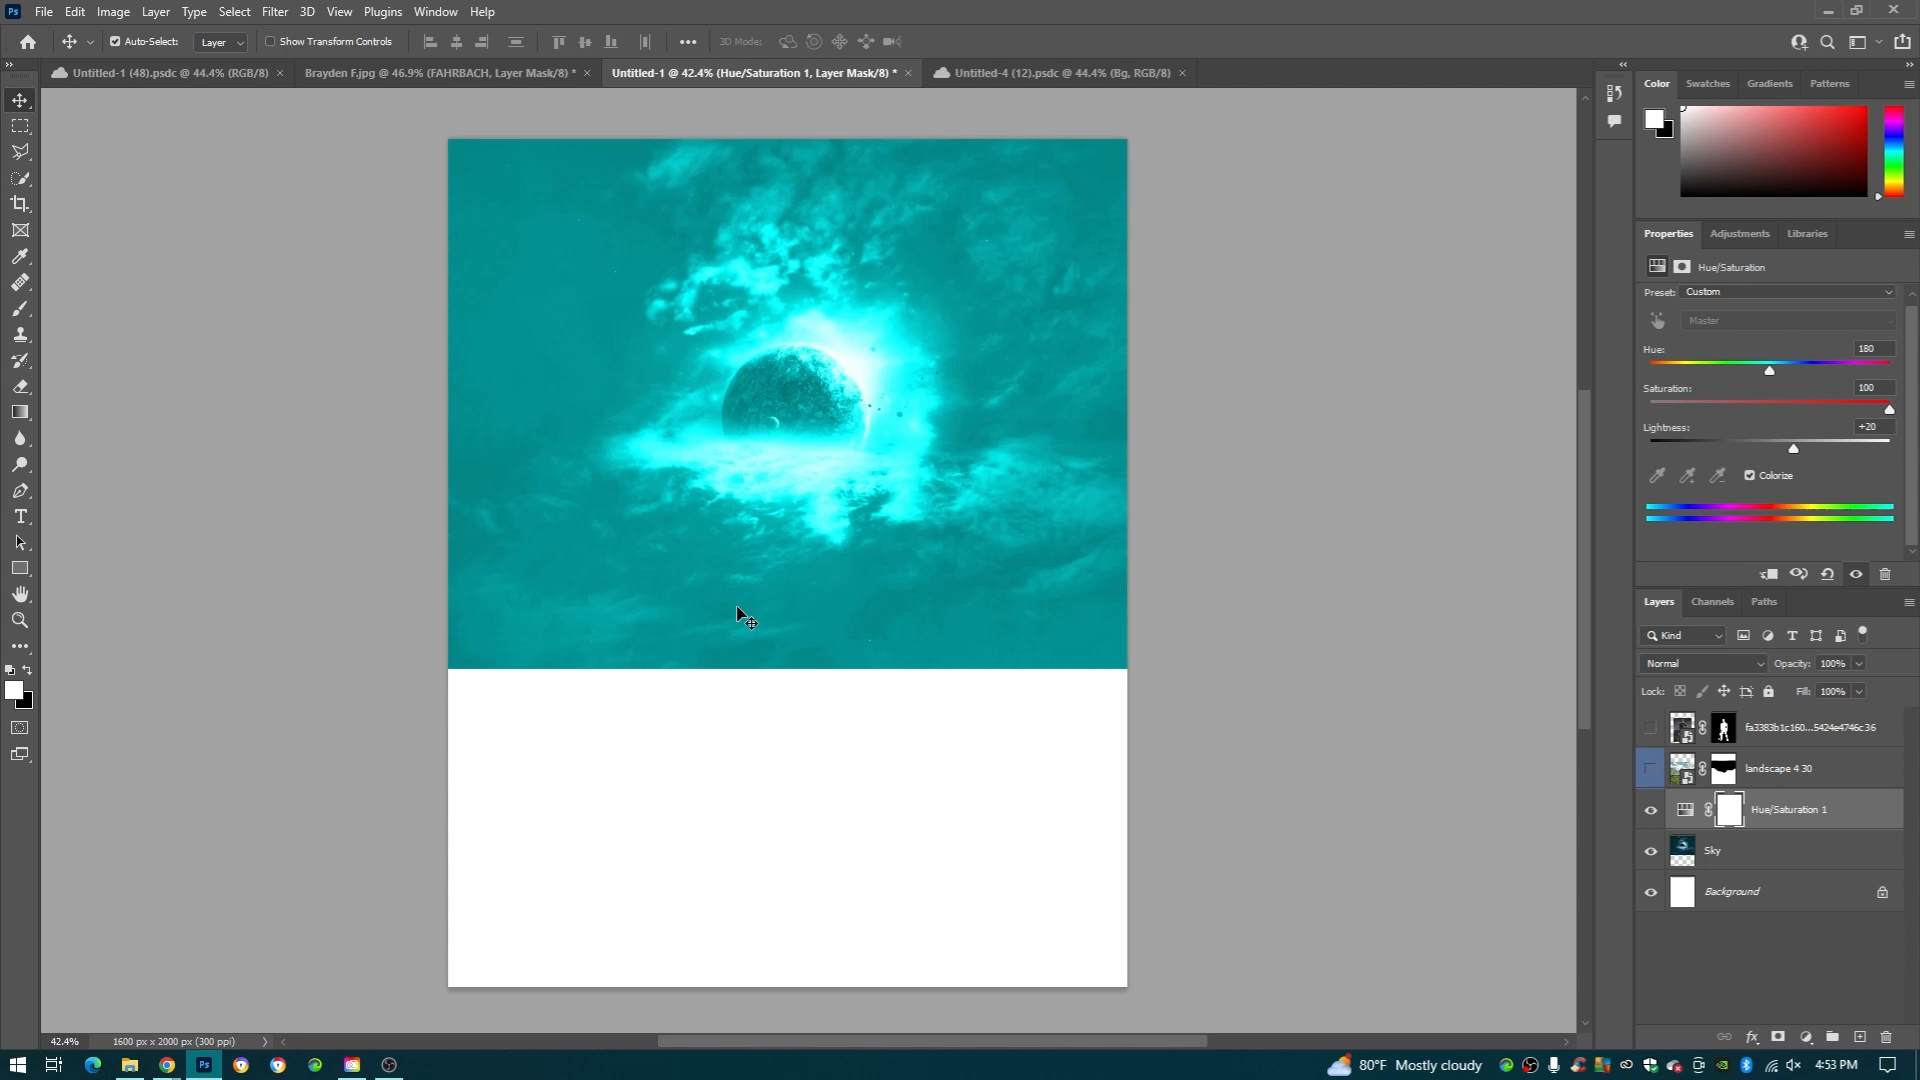 Ps File Edit Image Layer Type Select Filter 3D View Plugins Window Help
Auto-Select: Layer Show Transform Controls 3D Mode:
Untitled-1 (48).psdc @ 44.4% (RGB/8) Brayden F.jpg @ 46.9% (FAHRBACH, Layer Mask/8) * Untitled-1 @ 42.4% (Hue/Saturation 1, Layer Mask/8) * Untitled-4 (12).psdc @ 44.4% (Bg, RGB/8)
Color Swatches Gradients Patterns
Properties Adjustments Libraries
Hue/Saturation
Preset: Custom
Master
Hue: 180
Saturation: 100
Lightness: +20
Colorize
Layers Channels Paths
Kind
Normal Opacity: 100%
Lock: Fill: 100%
fa3383b1c160...5424e4746c36
landscape 4 30
Hue/Saturation 1
Sky
Background
42.4% 1600 px x 2000 px (300 ppi)
Ps 80°F Mostly cloudy 4:53 PM